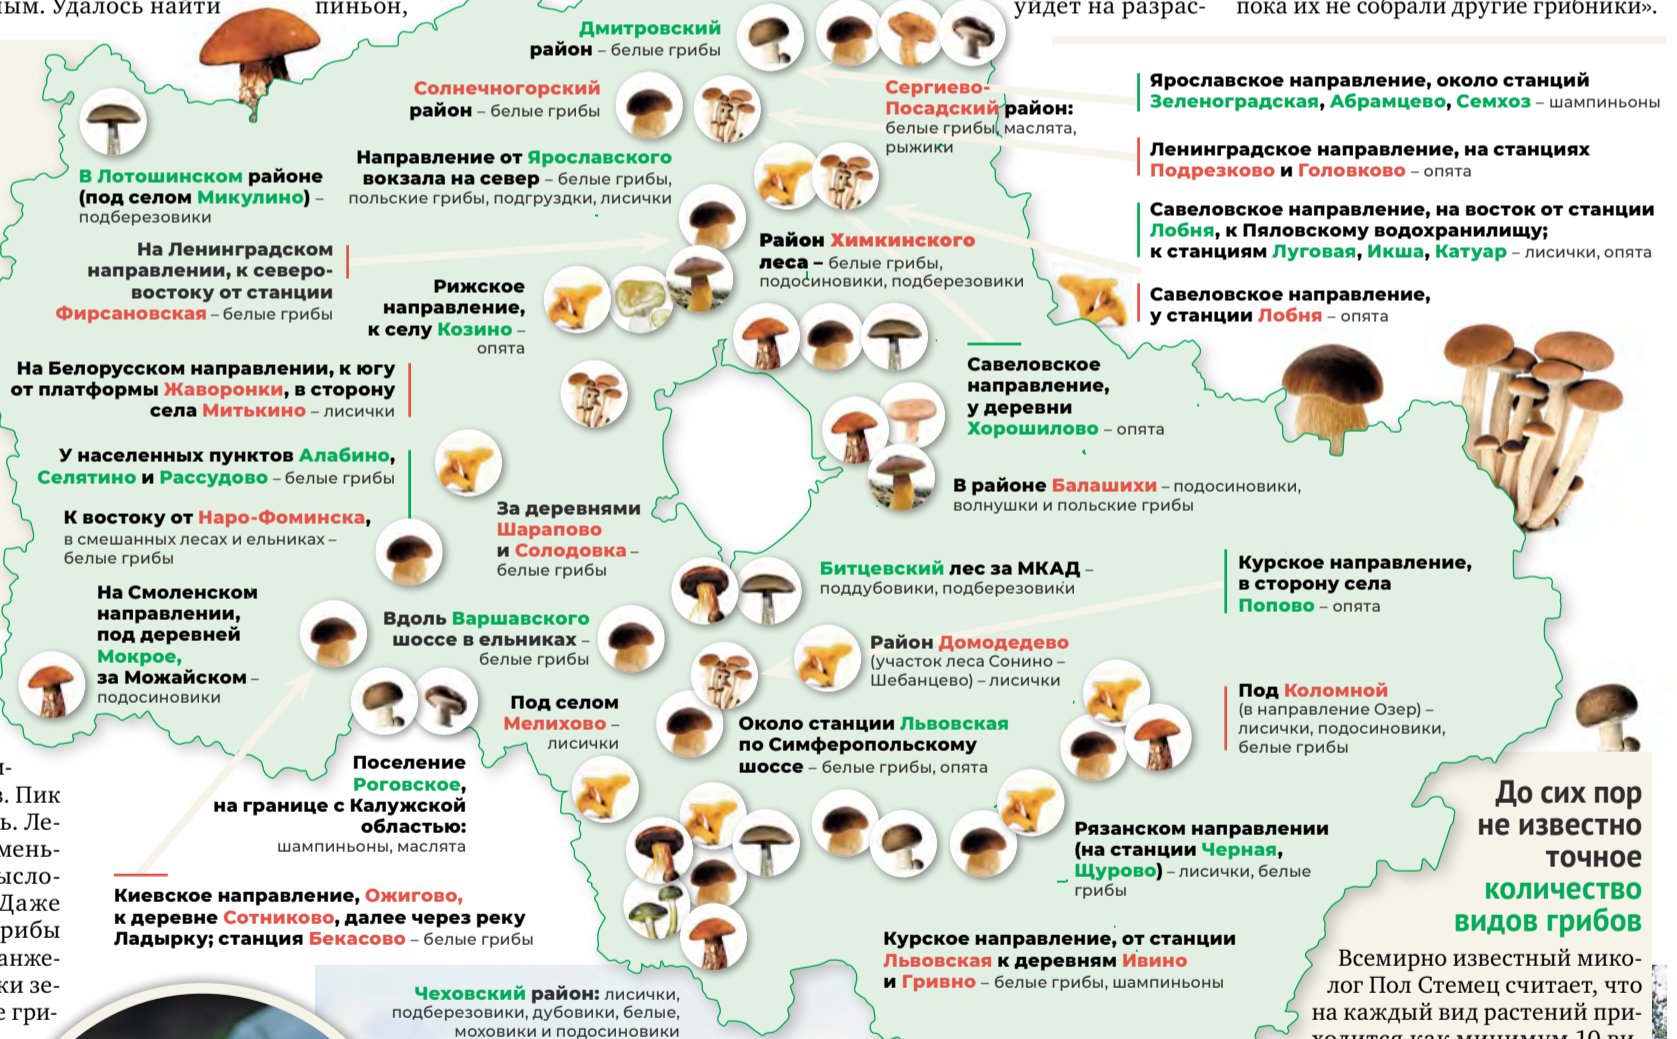 ным. Удалось найти
пиньон,
уйдет на разрас-
пока их не собрали другие грибники».
Дмитровский
район – белые грибы
Солнечногорский
район – белые грибы
Сергиево-
Посадский район:
белые грибы, маслята,
рыжики
Ярославское направление, около станций
Зеленоградская, Абрамцево, Семхоз – шампиньоны
Ленинградское направление, на станциях
Подрезково и Головково – опята
Савеловское направление, на восток от станции
Лобня, к Пяловскому водохранилищу;
к станциям Луговая, Икша, Катуар – лисички, опята
Савеловское направление,
у станции Лобня – опята
В Лотошинском районе
(под селом Микулино) –
подберезовики
Направление от Ярославского
вокзала на север – белые грибы,
польские грибы, подгруздки, лисички
На Ленинградском
направлении, к северо-
востоку от станции
Фирсановская – белые грибы
Район Химкинского
леса – белые грибы,
подосиновики, подберезовики
Рижское
направление,
к селу Козино –
опята
На Белорусском направлении, к югу
от платформы Жаворонки, в сторону
села Митькино – лисички
Савеловское
направление,
у деревни
Хорошилово – опята
У населенных пунктов Алабино,
Селятино и Рассудово – белые грибы
В районе Балашихи – подосиновики,
волнушки и польские грибы
К востоку от Наро-Фоминска,
в смешанных лесах и ельниках –
белые грибы
За деревнями
Шарапово
и Солодовка –
белые грибы
Битцевский лес за МКАД –
поддубовики, подберезовики
Курское направление,
в сторону села
Попово – опята
На Смоленском
направлении,
под деревней
Мокрое,
за Можайском –
подосиновики
Вдоль Варшавского
шоссе в ельниках –
белые грибы
Район Домодедево
(участок леса Сонино –
Шебанцево) – лисички
Под селом
Мелихово –
лисички
Около станции Львовская
по Симферопольскому
шоссе – белые грибы, опята
Под Коломной
(в направление Озер) –
лисички, подосиновики,
белые грибы
Поселение
Роговское,
на границе с Калужской
областью:
шампиньоны, маслята
Рязанском направлении
(на станции Черная,
Щурово) – лисички, белые
грибы
Киевское направление, Ожигово,
к деревне Сотниково, далее через реку
Ладырку; станция Бекасово – белые грибы
Курское направление, от станции
Львовская к деревням Ивино
и Гривно – белые грибы, шампиньоны
Чеховский район: лисички,
подберезовики, дубовики, белые,
моховики и подосиновики
и-
в. Пик
ь. Ле-
мень-
ысло-
Даже
рибы
анже-
ки зе-
е гри-
До сих пор
не известно
точное
количество
видов грибов
Всемирно известный мико-
лог Пол Стемец считает, что
на каждый вид растений при-
ходится как минимум 10 ви-